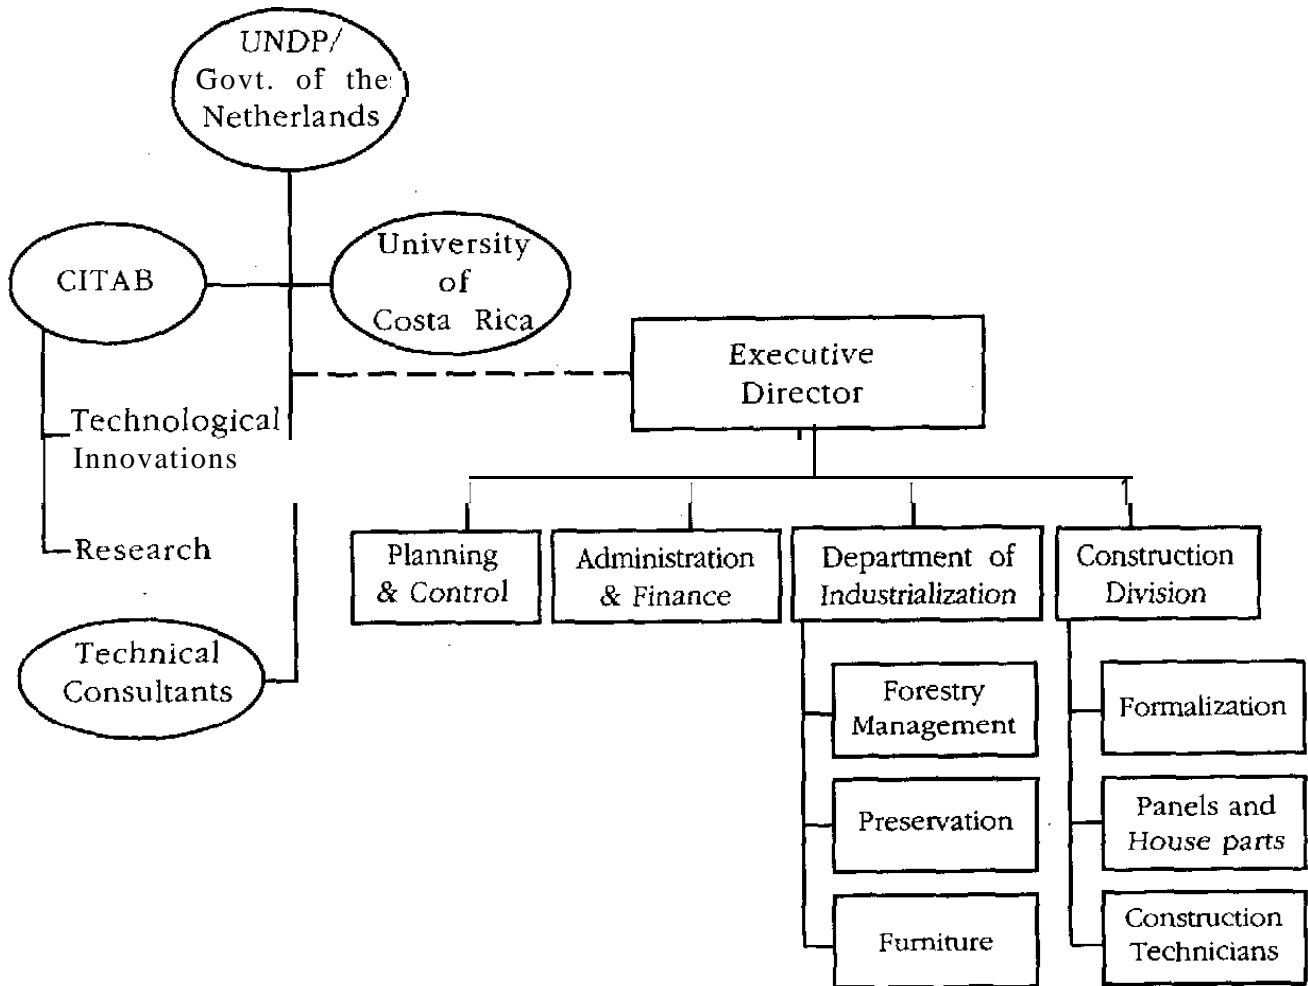 UNDP/
Govt. of the
Netherlands
CITAB
University
of
Costa Rica
Executive
Director
Technological
Innovations
Research
Technical
Consultants
Planning
& Control
Administration
& Finance
Department of
Industrialization
Construction
Division
Forestry
Management
Preservation
Furniture
Formalization
Panels and
House parts
Construction
Technicians